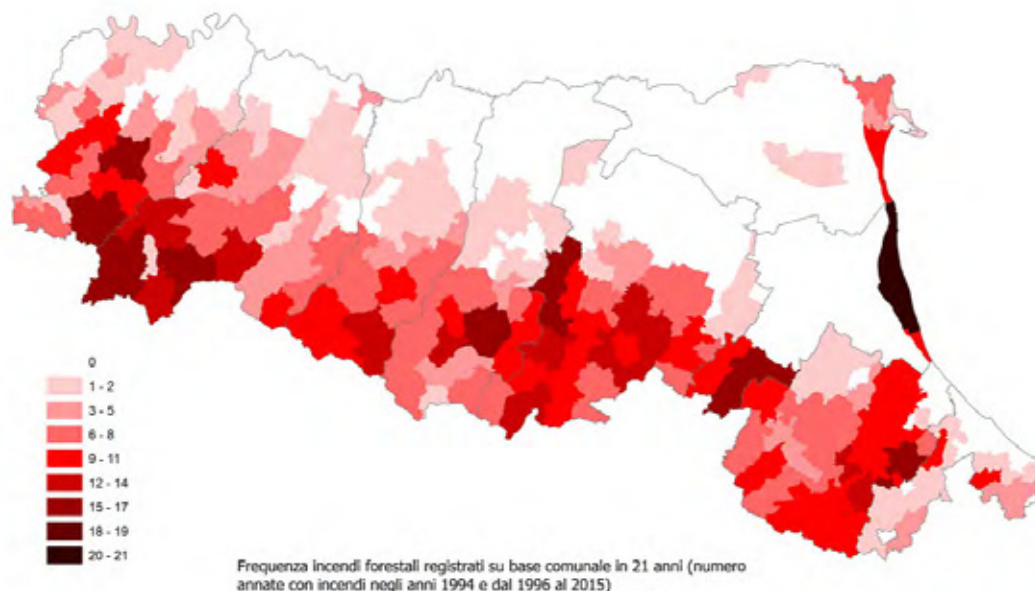 0
1 - 2
3 - 5
6 - 8
9 - 11
12 - 14
15 - 17
18 - 19
20 - 21
Frequenza incendi forestali registrati su base comunale in 21 anni (numero
annate con incendi negli anni 1994 e dal 1996 al 2015)